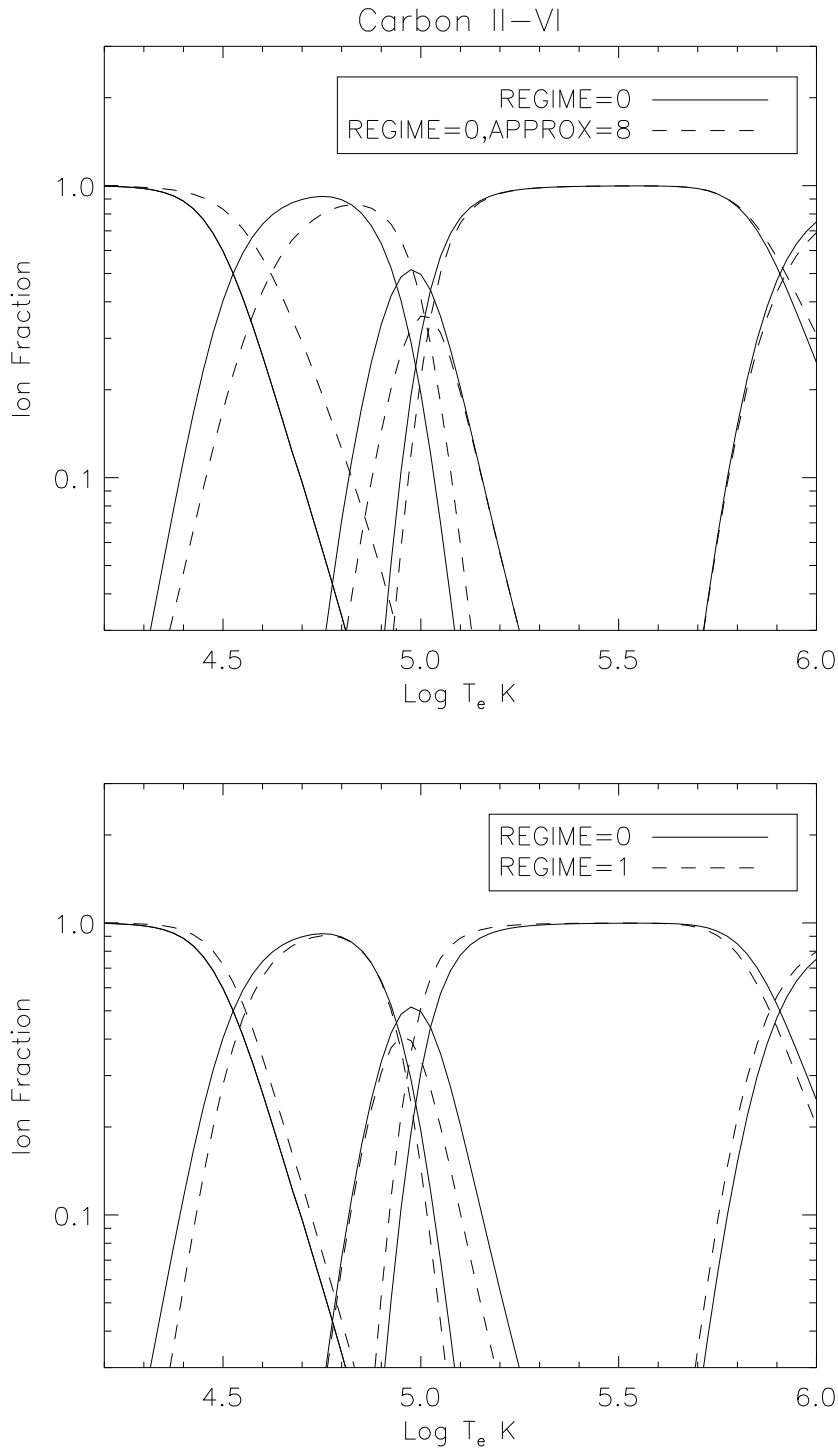 Carbon II–VI
REGIME=0
REGIME=0,APPROX=8
1.0
0.1
Ion Fraction
4.5 5.0 5.5 6.0
Log Te K
REGIME=0
REGIME=1
1.0
0.1
Ion Fraction
4.5 5.0 5.5 6.0
Log Te K